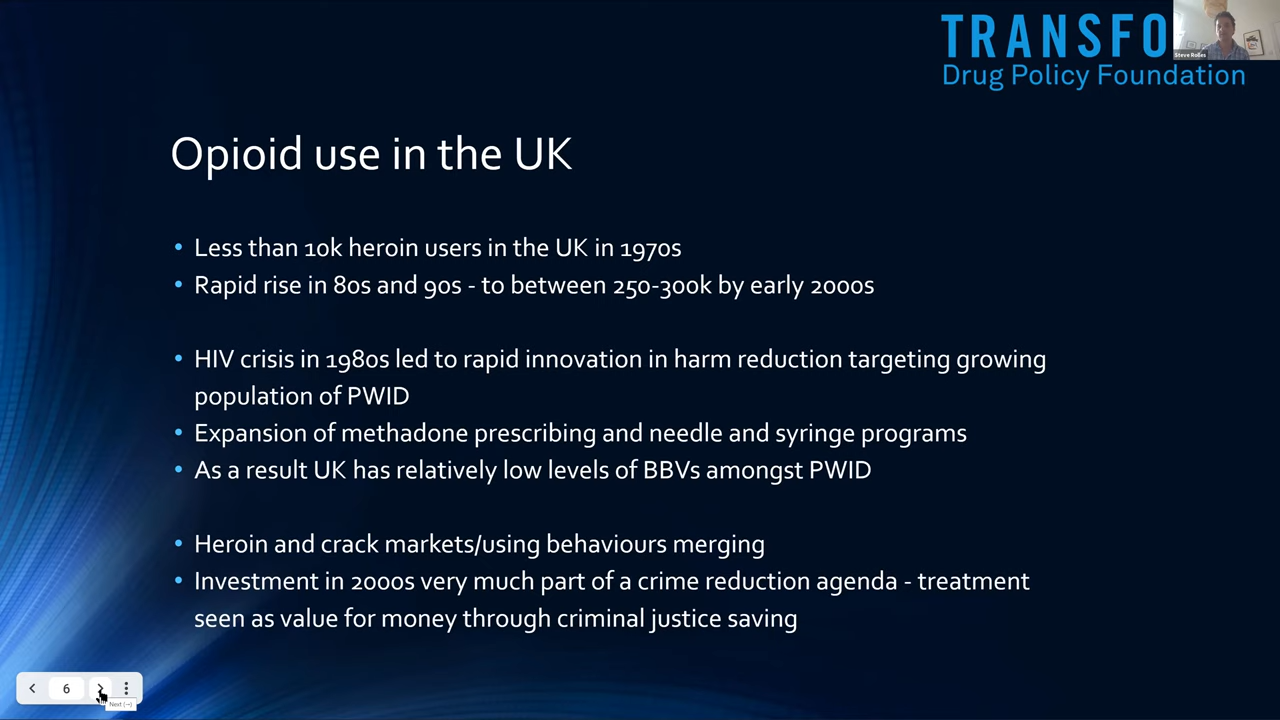 TRANSFO
Steve Rolles
Drug Policy Foundation
Opioid use in the UK
• Less than 10k heroin users in the UK in 1970s
• Rapid rise in 80s and 90s - to between 250-300k by early 2000s
• HIV crisis in 1980s led to rapid innovation in harm reduction targeting growing
population of PWID
• Expansion of methadone prescribing and needle and syringe programs
• As a result UK has relatively low levels of BBVs amongst PWID
• Heroin and crack markets/using behaviours merging
• Investment in 2000s very much part of a crime reduction agenda - treatment
seen as value for money through criminal justice saving
6
Next (→)